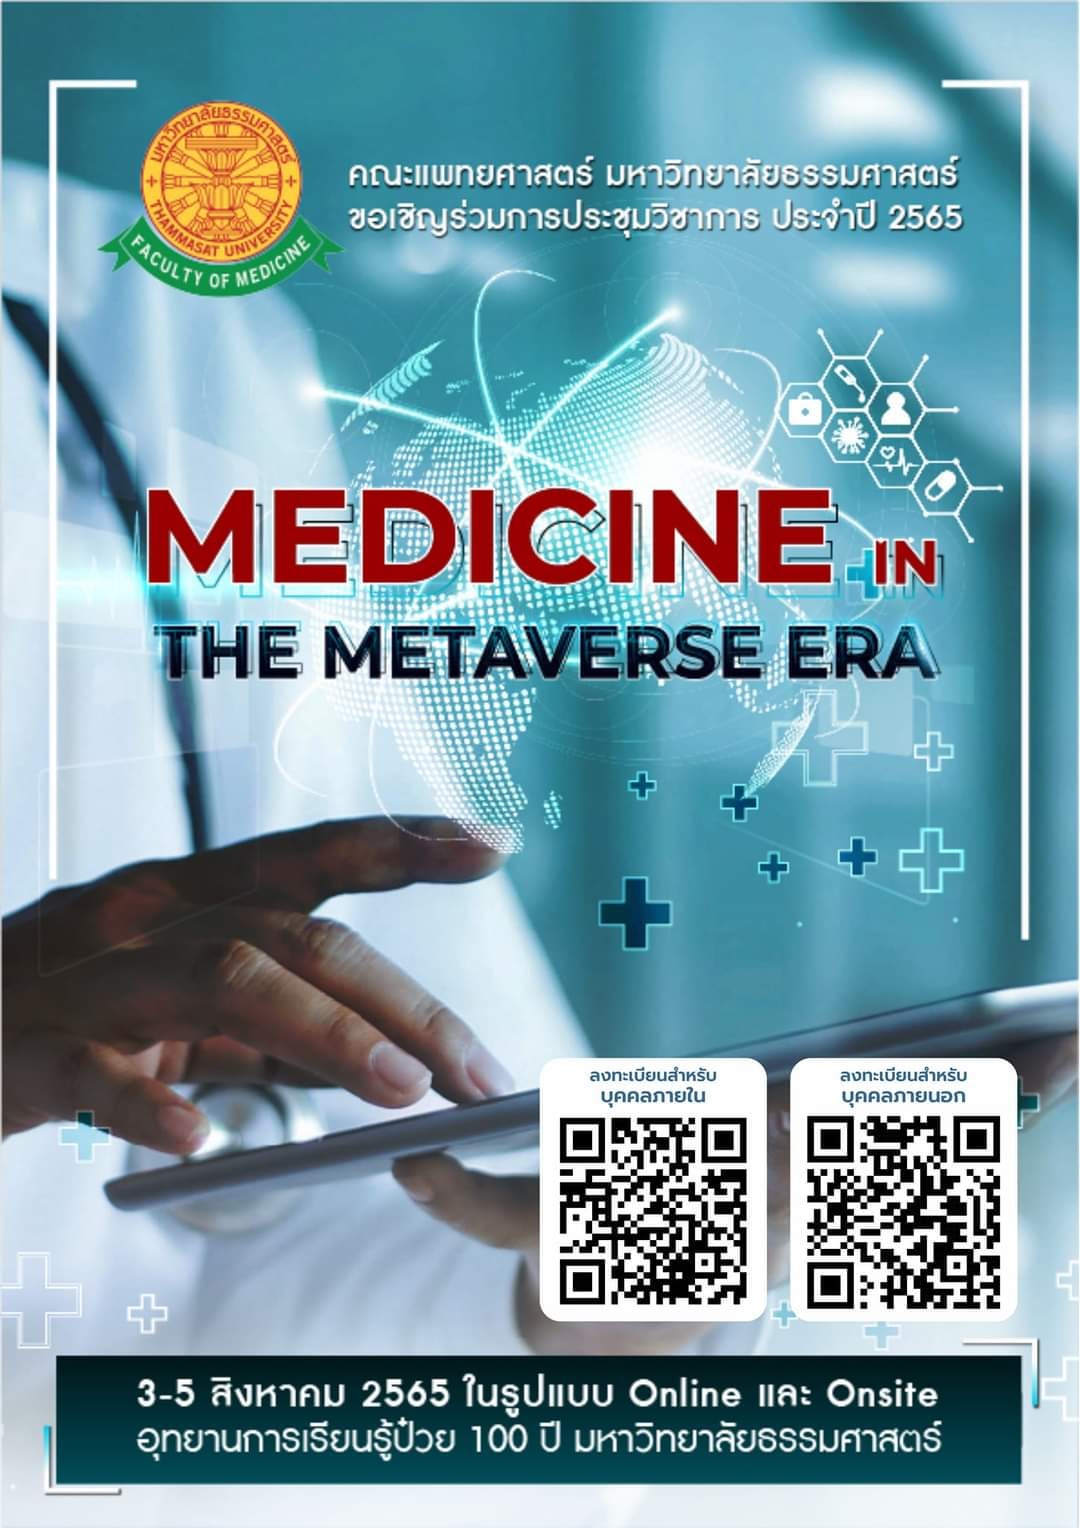 มหาวิทยาลัยธรรมศาสตร์
THAMMASAT UNIVERSITY
FACULTY OF MEDICINE
คณะแพทยศาสตร์ มหาวิทยาลัยธรรมศาสตร์
ขอเชิญร่วมการประชุมวิชาการ ประจำปี 2565
MEDICINE IN
THE METAVERSE ERA
ลงทะเบียนสำหรับ
บุคคลภายใน
ลงทะเบียนสำหรับ
บุคคลภายนอก
3-5 สิงหาคม 2565 ในรูปแบบ Online และ Onsite
อุทยานการเรียนรู้ป๋วย 100 ปี มหาวิทยาลัยธรรมศาสตร์